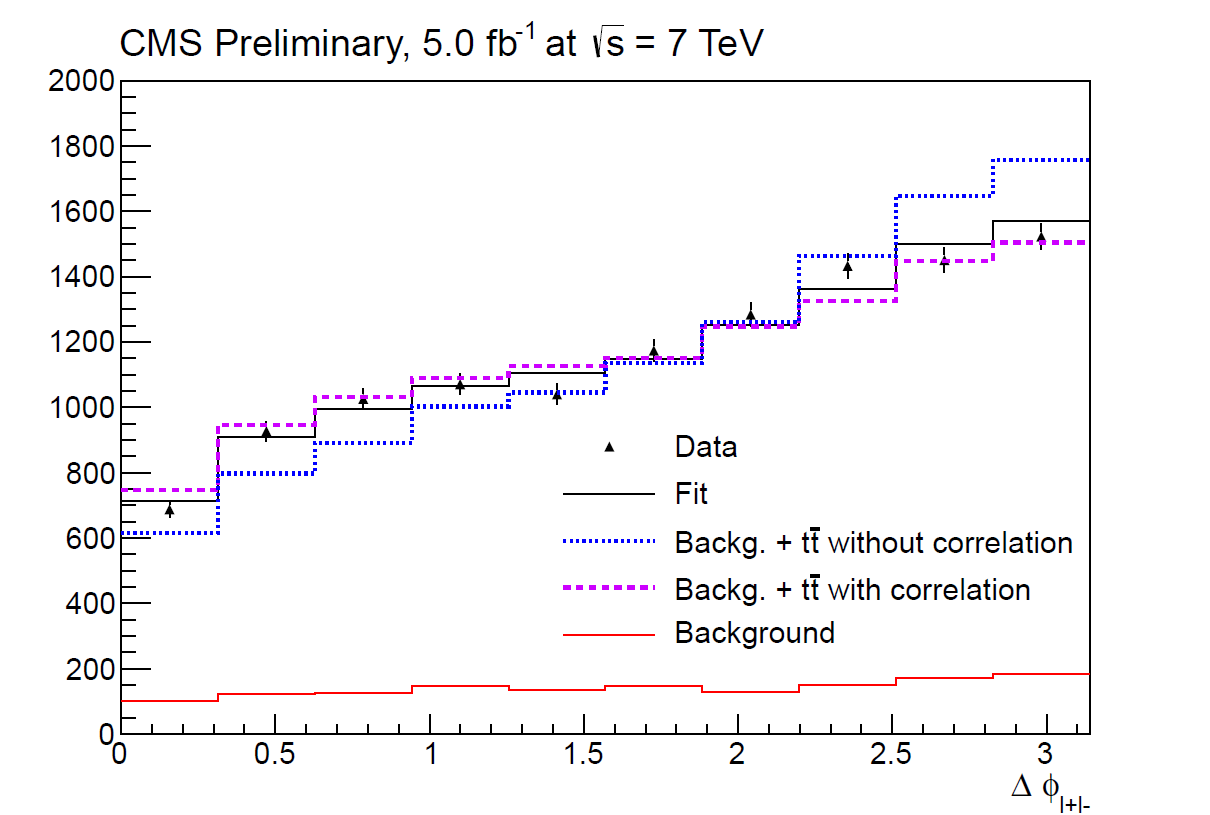 CMS Preliminary, 5.0 fb⁻¹ at √s = 7 TeV
2000
1800
1600
1400
1200
1000
800
600
400
200
0
Data
Fit
Backg. + tt̄ without correlation
Backg. + tt̄ with correlation
Background
0 0.5 1 1.5 2 2.5 3
Δ ϕ l+l-